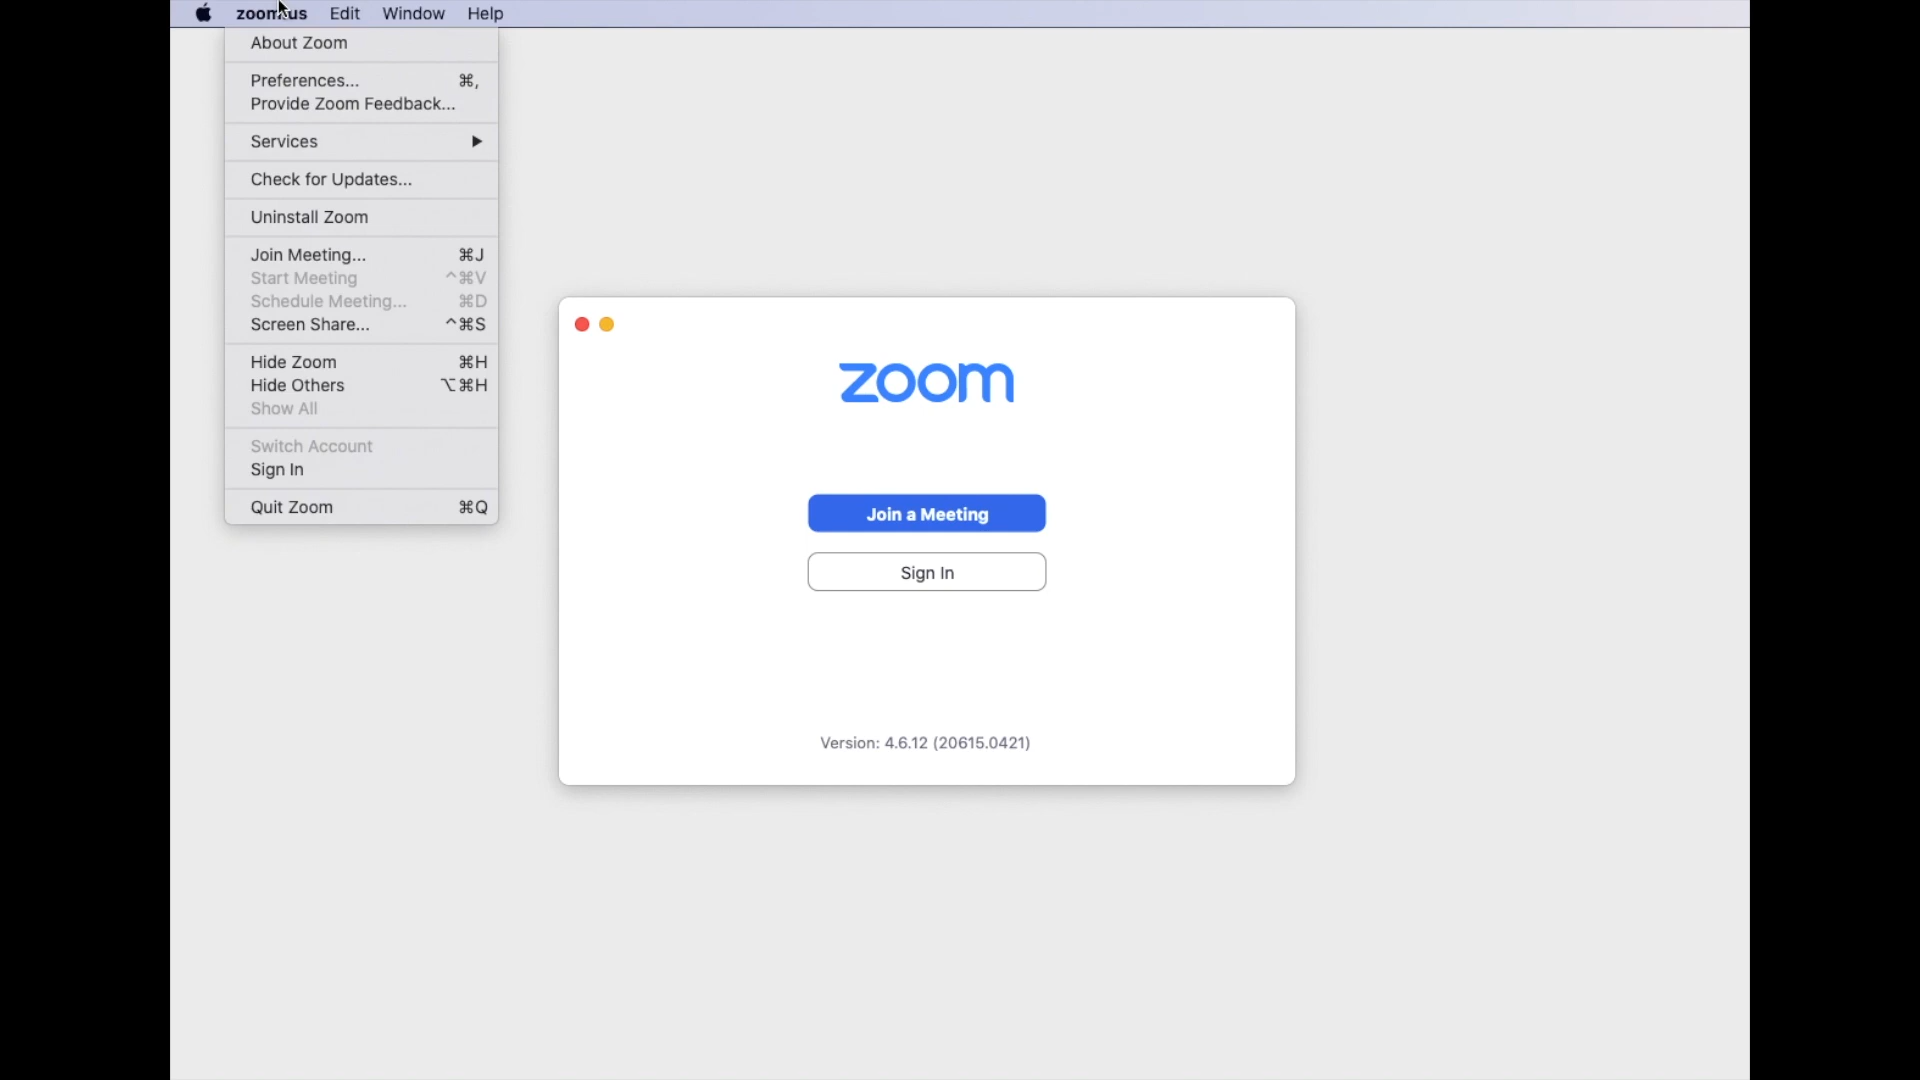 zoom.us Edit Window Help
About Zoom
Preferences... ⌘,
Provide Zoom Feedback...
Services ▶
Check for Updates...
Uninstall Zoom
Join Meeting... ⌘J
Start Meeting ^⌘V
Schedule Meeting... ⌘D
Screen Share... ^⌘S
Hide Zoom ⌘H
Hide Others ⌥⌘H
Show All
Switch Account
Sign In
Quit Zoom ⌘Q
zoom
Join a Meeting
Sign In
Version: 4.6.12 (20615.0421)